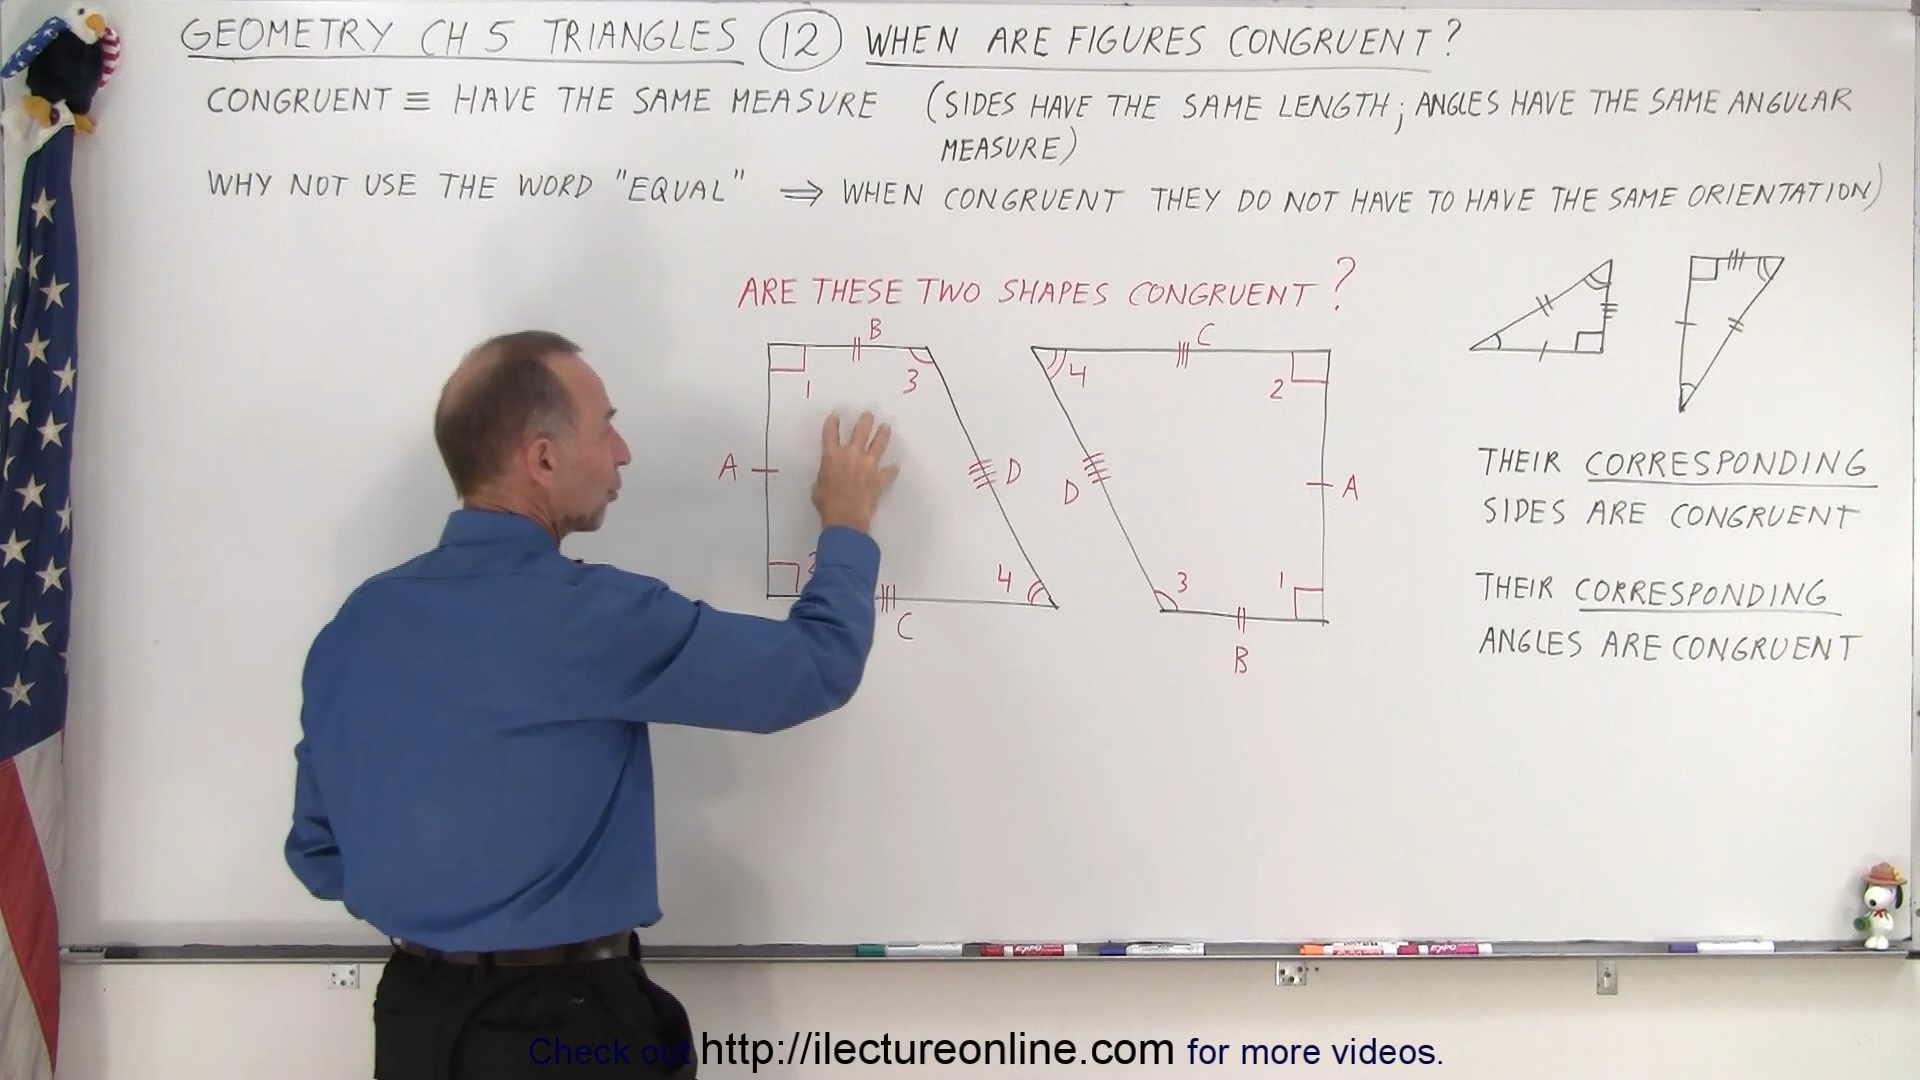 GEOMETRY CH 5 TRIANGLES 12 WHEN ARE FIGURES CONGRUENT?
CONGRUENT ≡ HAVE THE SAME MEASURE (SIDES HAVE THE SAME LENGTH; ANGLES HAVE THE SAME ANGULAR
MEASURE)
WHY NOT USE THE WORD "EQUAL" ⇒ WHEN CONGRUENT THEY DO NOT HAVE TO HAVE THE SAME ORIENTATION)
ARE THESE TWO SHAPES CONGRUENT?
B
1
3
A
D
2
4
C
C
4
2
D
A
3
1
B
THEIR CORRESPONDING
SIDES ARE CONGRUENT
THEIR CORRESPONDING
ANGLES ARE CONGRUENT
EXPO
EXPO
Check out http://ilectureonline.com for more videos.